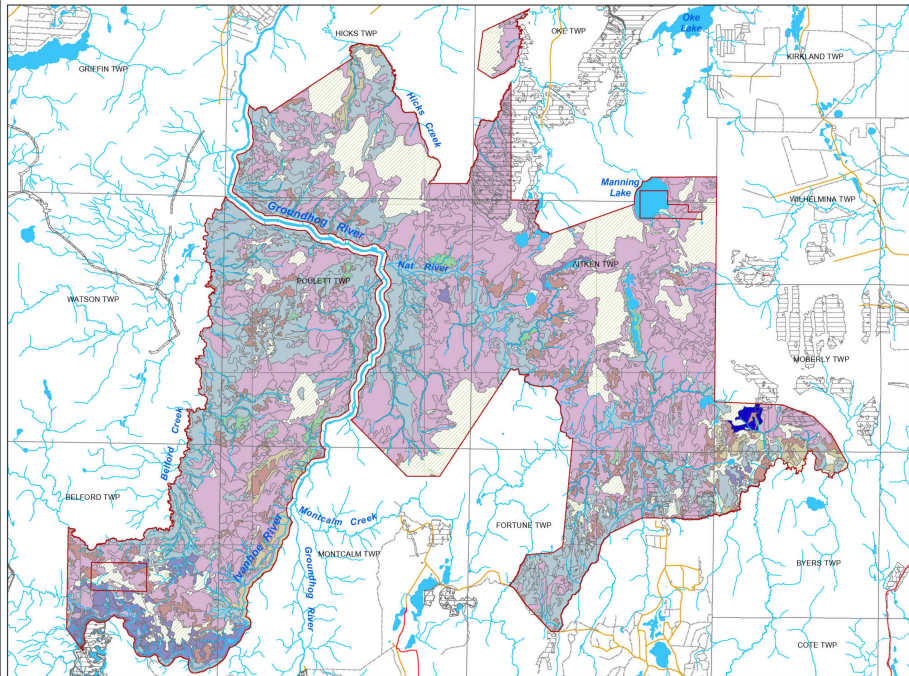 Oke
Lake
HICKS TWP
OKE TWP
KIRKLAND TWP
GRIFFIN TWP
Hicks
Creek
Manning
Lake
WILHELMINA TWP
Groundhog River
Nat River
AITKEN TWP
POULETT TWP
WATSON TWP
MOBERLY TWP
Belford Creek
BELFORD TWP
Montcalm Creek
FORTUNE TWP
Ivanhoe River
MONTCALM TWP
Groundhog River
BYERS TWP
COTE TWP